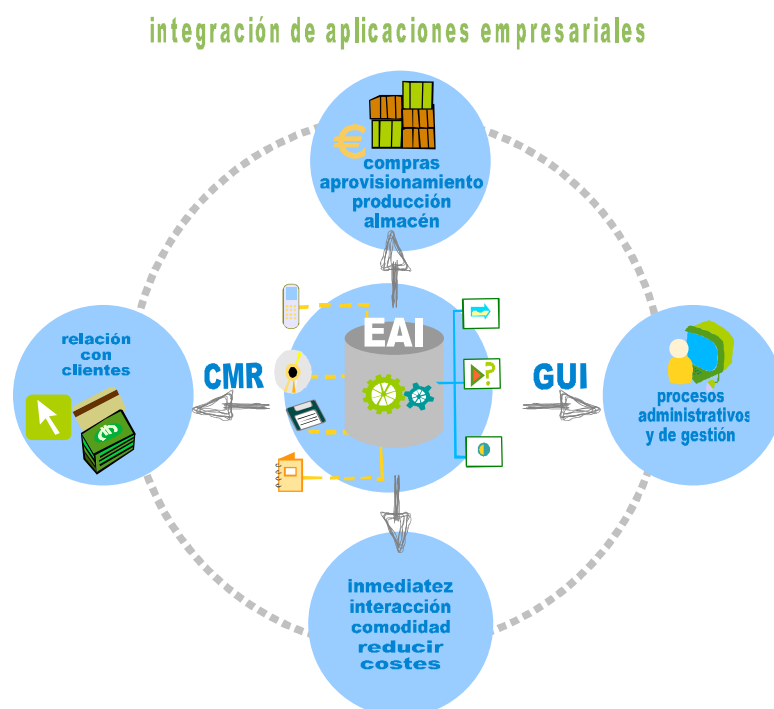 integración de aplicaciones empresariales
€
compras
aprovisionamiento
producción
almacén
EAI
relación
con
clientes
CMR
GUI
?
procesos
administrativos
y de gestión
inmediatez
interacción
comodidad
reducir
costes